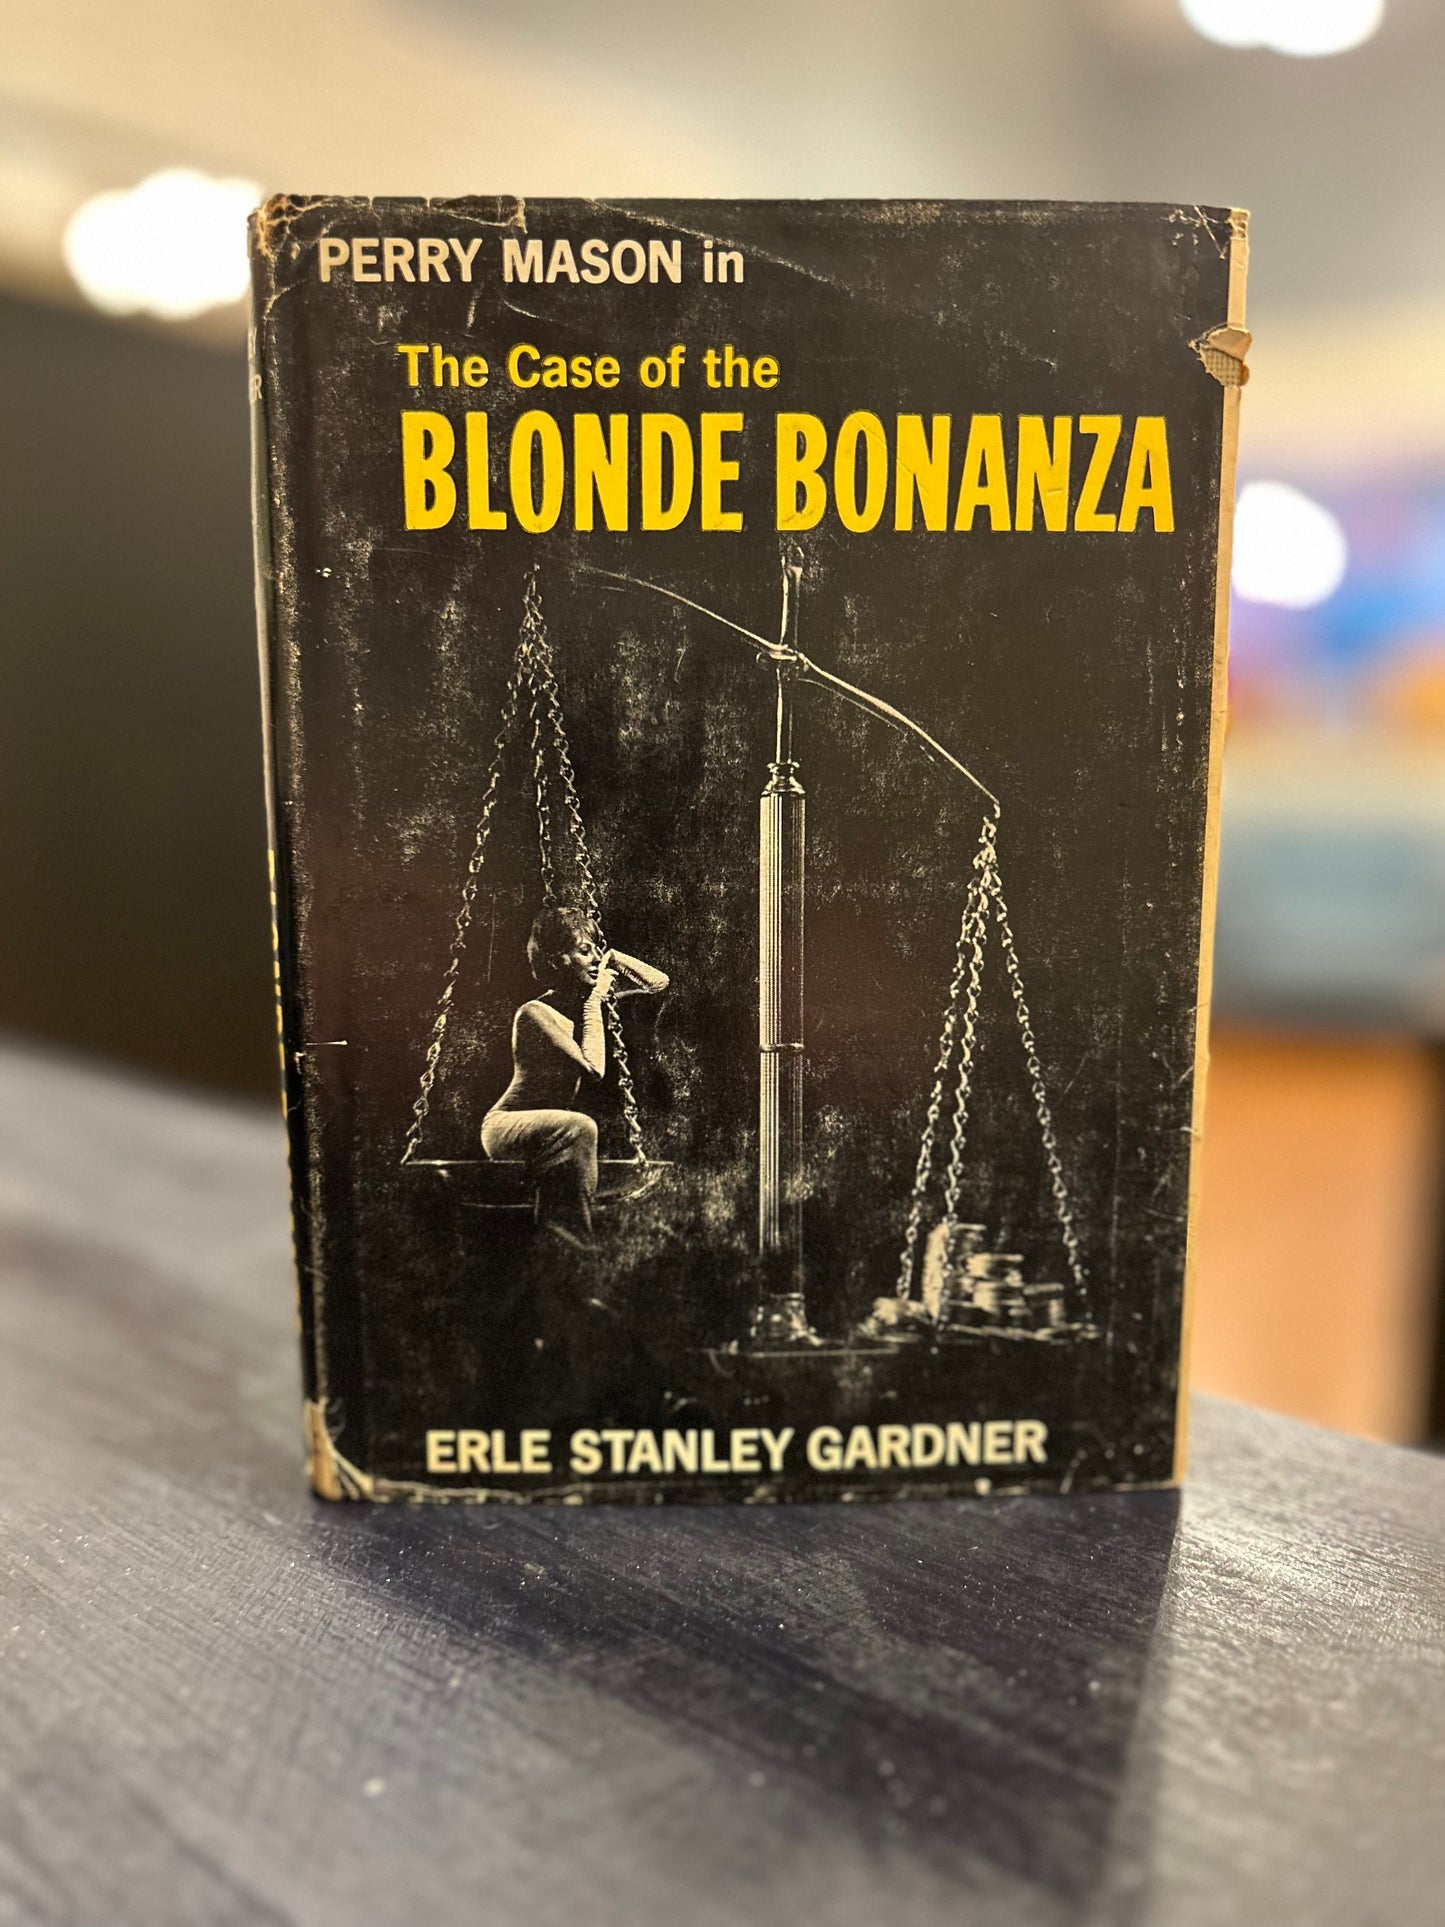 PERRY MASON in
The Case of the
BLONDE BONANZA
ERLE STANLEY GARDNER